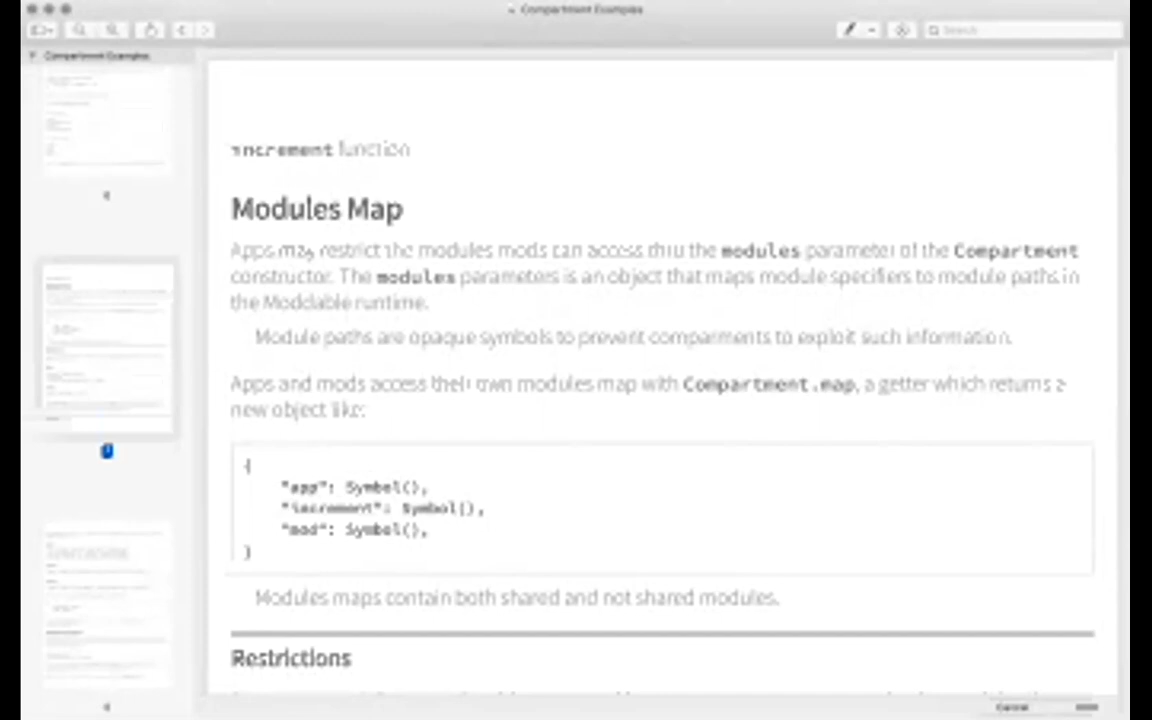 Compartment Examples
Search
Compartment Examples
increment function
Modules Map
Apps may restrict the modules mods can access thru the modules parameter of the Compartment
constructor. The modules parameters is an object that maps module specifiers to module paths in
the Moddable runtime.
Module paths are opaque symbols to prevent comparments to exploit such information.
Apps and mods access their own modules map with Compartment.map, a getter which returns a
new object like:
{
"app": Symbol(),
"increment": Symbol(),
"mod": Symbol(),
}
Modules maps contain both shared and not shared modules.
Restrictions
Cancel